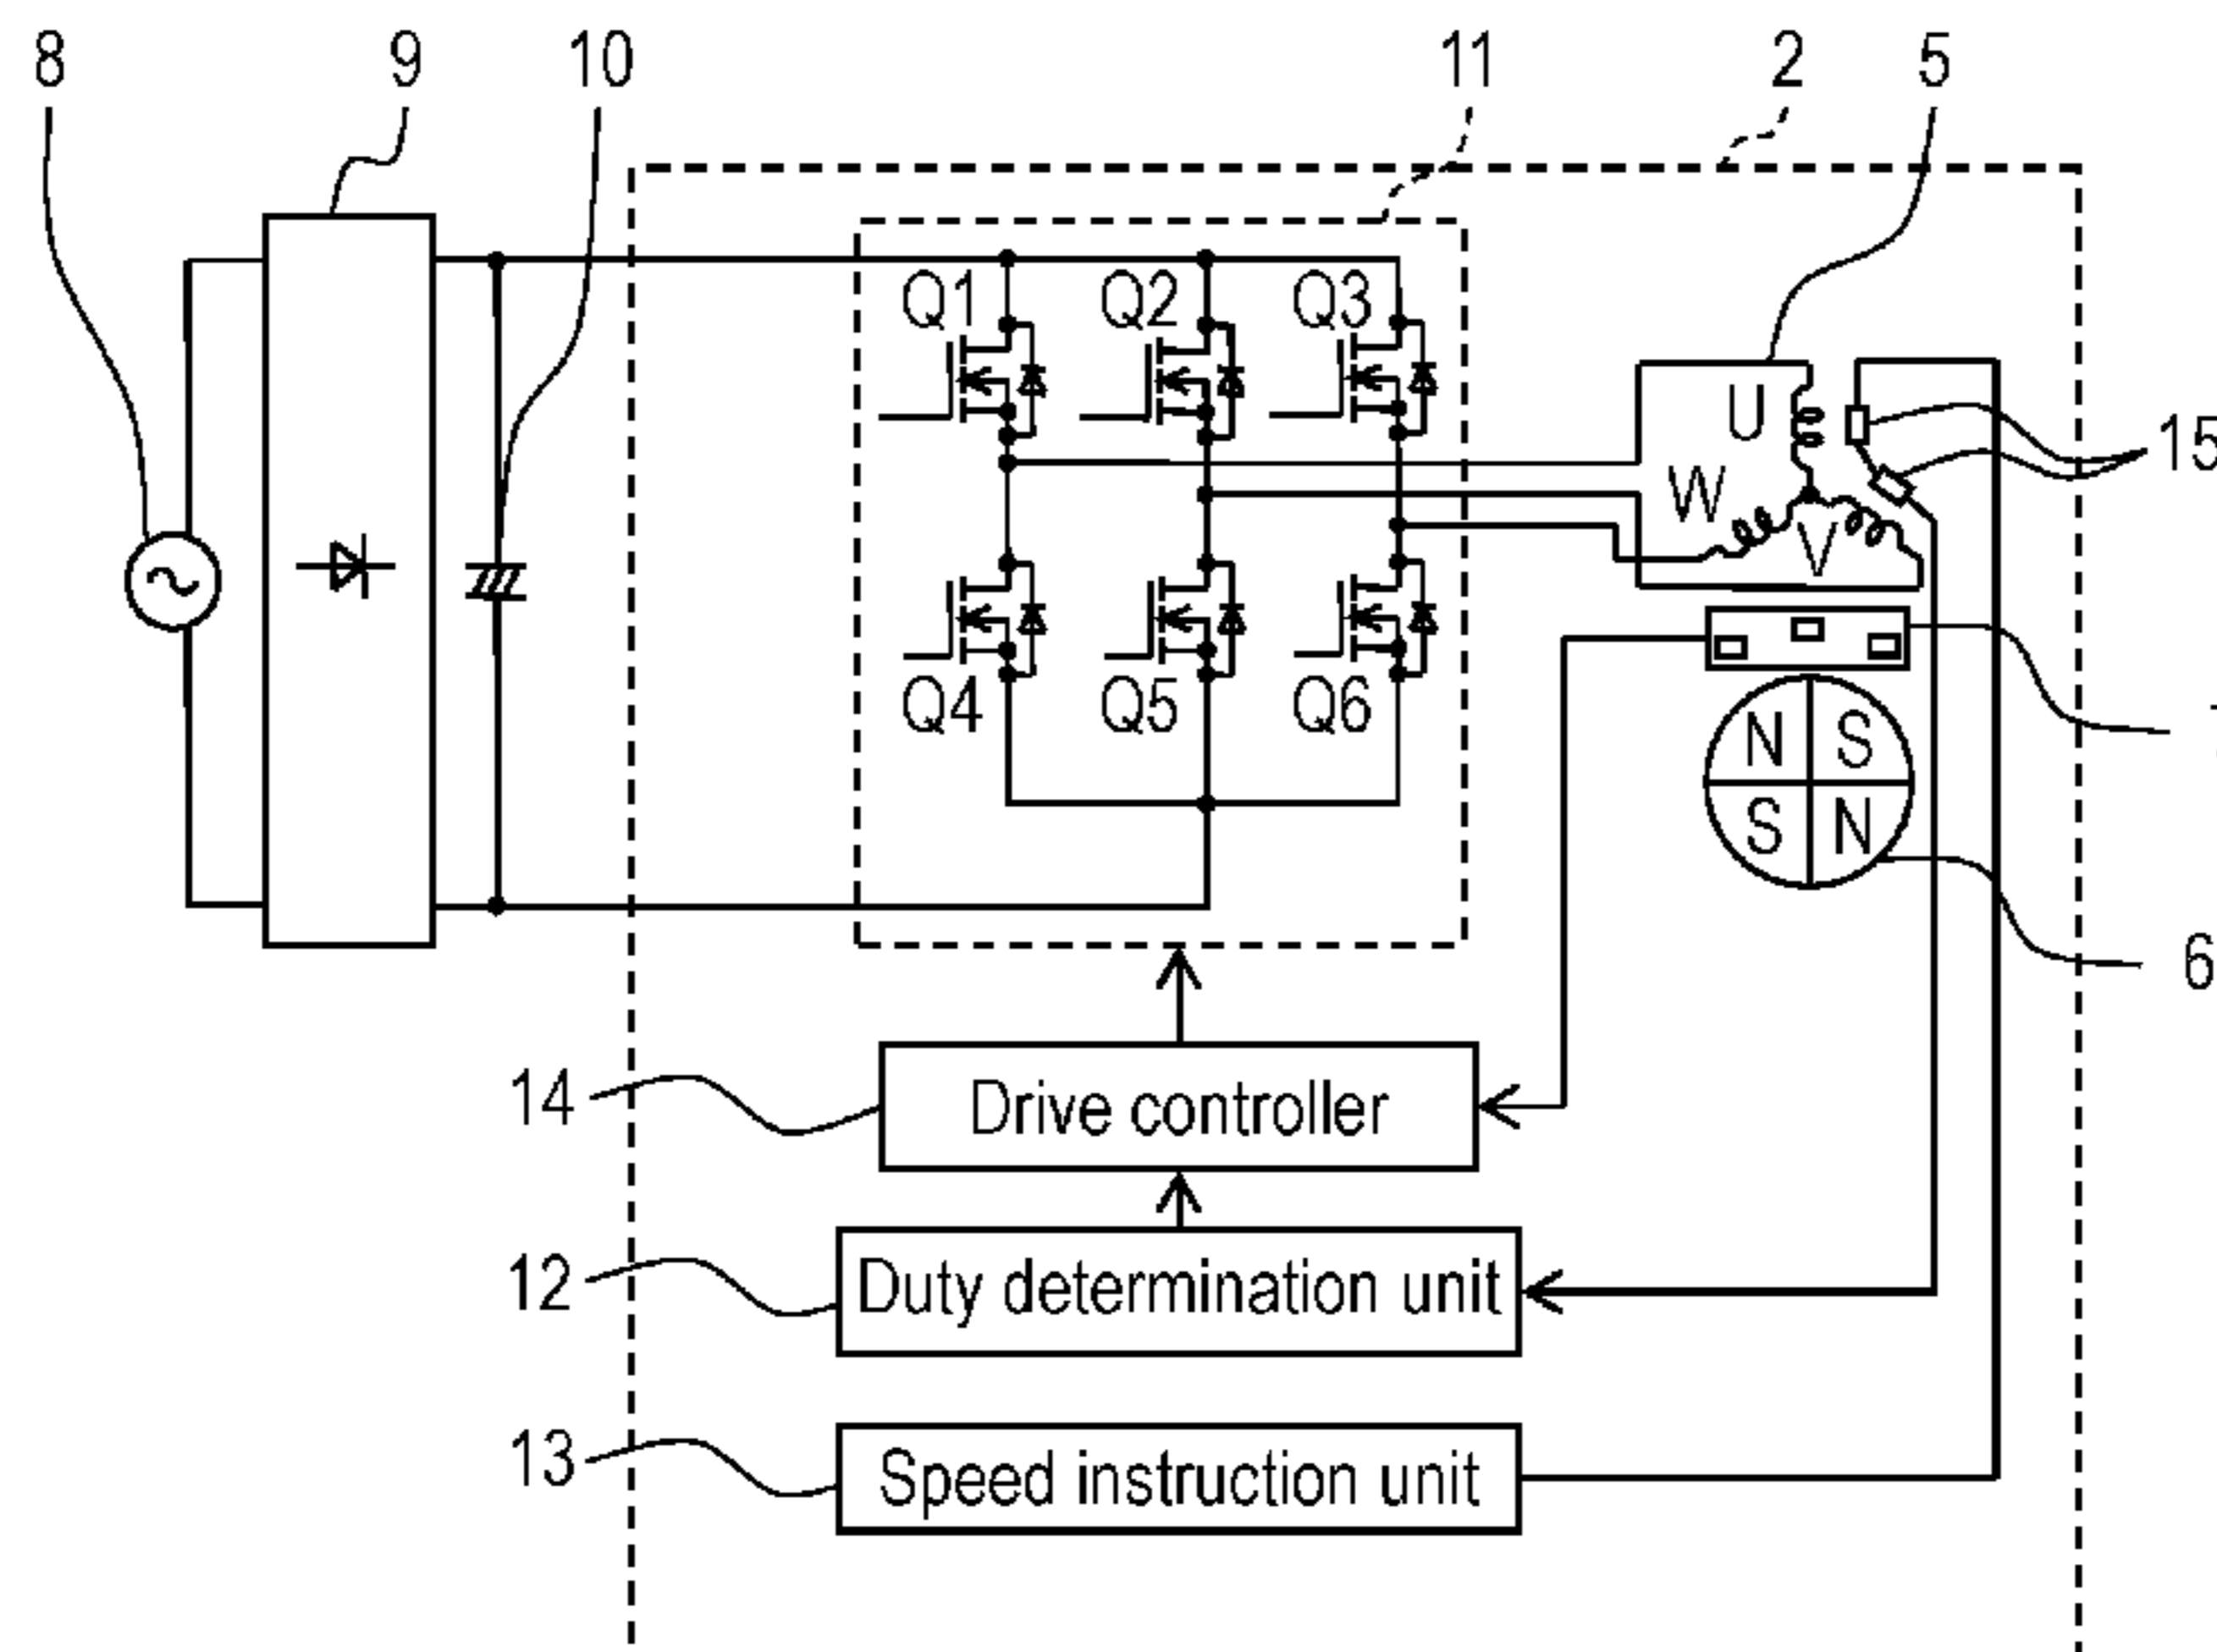 8 9 10 11 2 5
Q1 Q2 Q3
U
15
W
V
Q4 Q5 Q6
N S
S N
6
14
Drive controller
12
Duty determination unit
13
Speed instruction unit